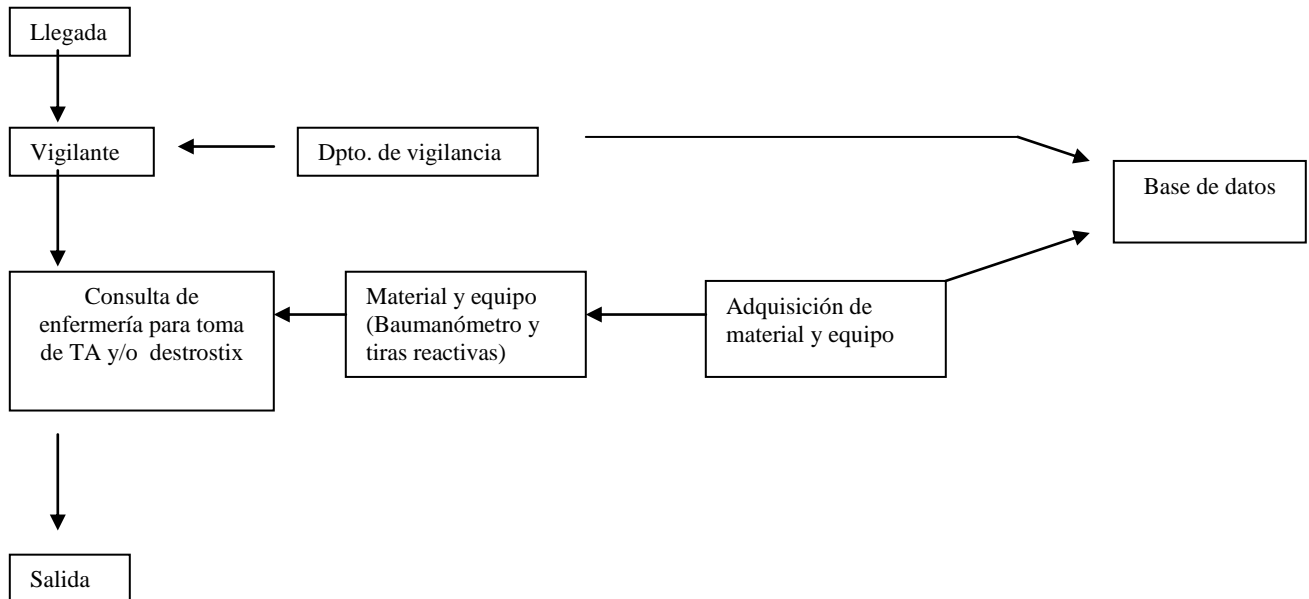 Llegada
Vigilante
Dpto. de vigilancia
Base de datos
Consulta de
enfermería para toma
de TA y/o destrostix
Material y equipo
(Baumanómetro y
tiras reactivas)
Adquisición de
material y equipo
Salida